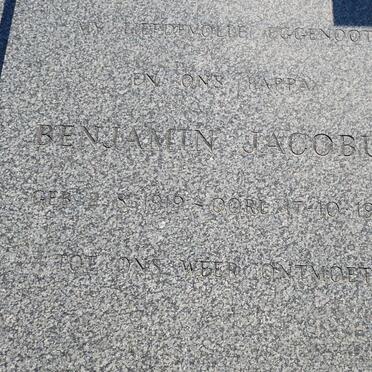 MY LIEFDEVOLLE EGGENOOT
EN ONS PAPPA
BENJAMIN JACOBU
GEB 2-8-1916 - OORL 17-10-19
TOT ONS WEER ONTMOET